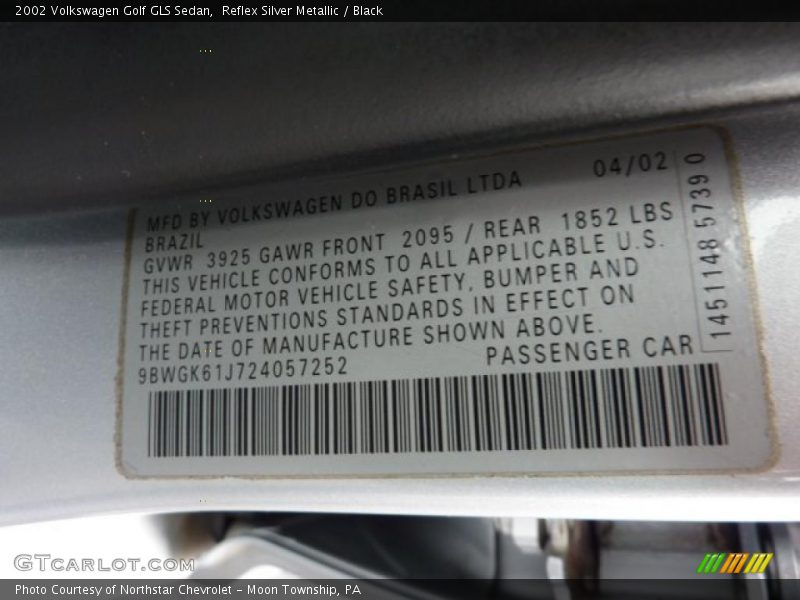 2002 Volkswagen Golf GLS Sedan,  Reflex Silver Metallic / Black
MFD BY VOLKSWAGEN DO BRASIL LTDA 04/02
BRAZIL
GVWR 3925 GAWR FRONT 2095 / REAR 1852 LBS
THIS VEHICLE CONFORMS TO ALL APPLICABLE U.S.
FEDERAL MOTOR VEHICLE SAFETY, BUMPER AND
THEFT PREVENTIONS STANDARDS IN EFFECT ON
THE DATE OF MANUFACTURE SHOWN ABOVE.
9BWGK61J724057252 PASSENGER CAR
1451148 57390
GTcarlot.com
Photo Courtesy of Northstar Chevrolet - Moon Township, PA